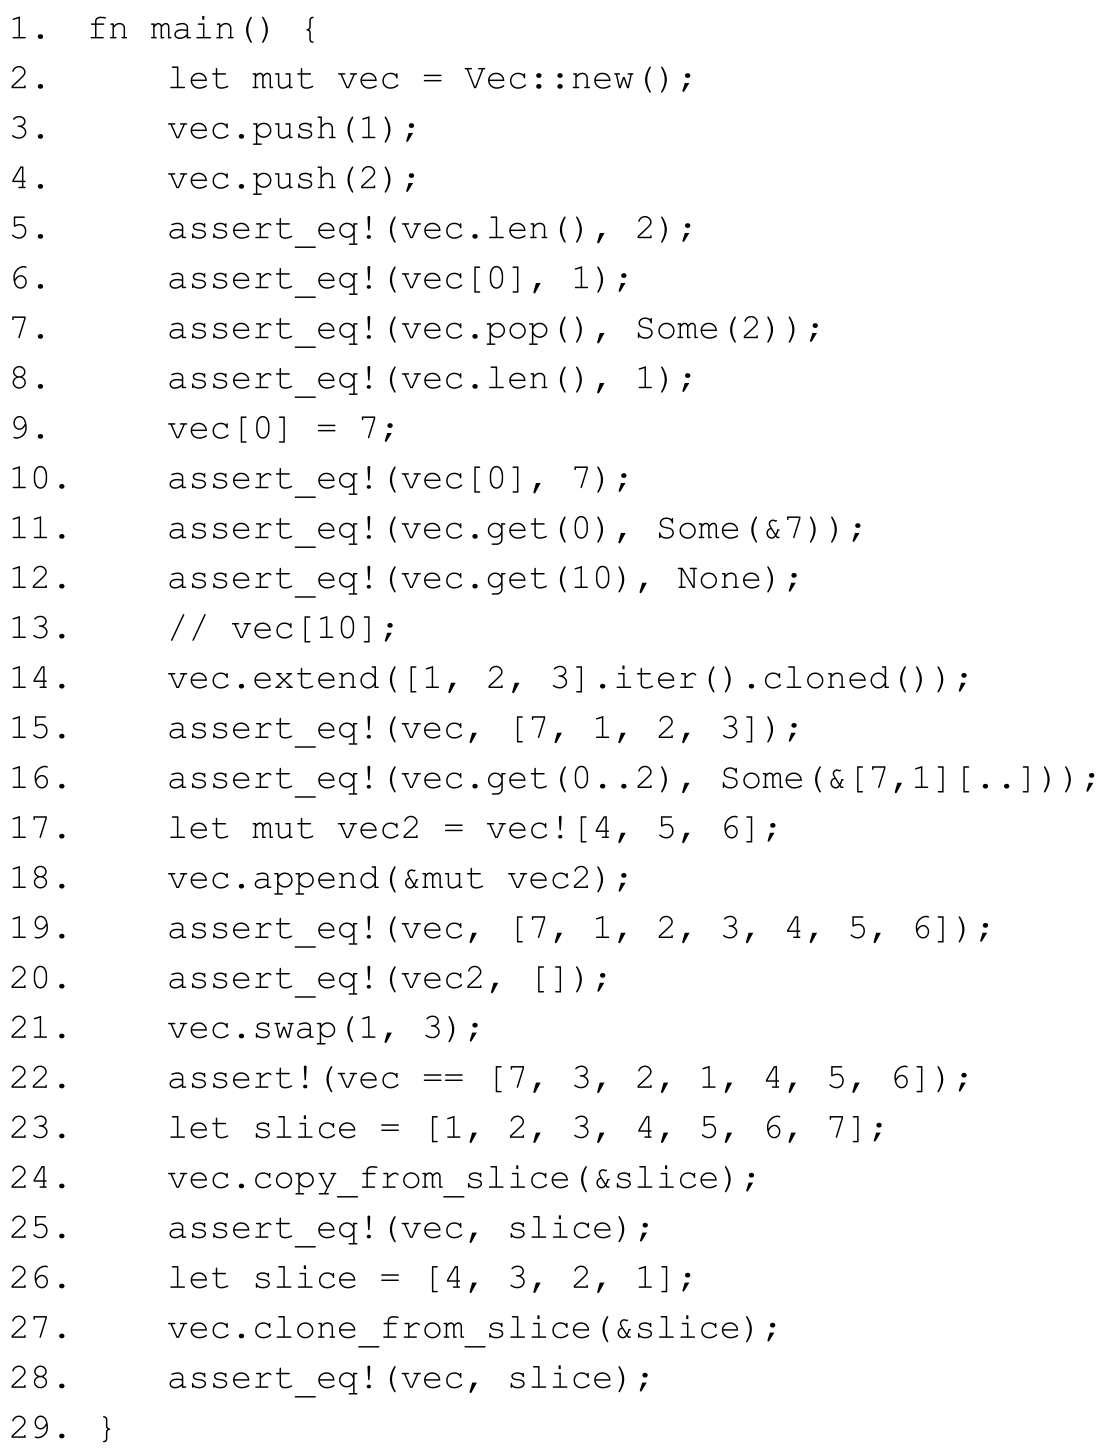 1. fn main() {
2.     let mut vec = Vec::new();
3.     vec.push(1);
4.     vec.push(2);
5.     assert_eq!(vec.len(), 2);
6.     assert_eq!(vec[0], 1);
7.     assert_eq!(vec.pop(), Some(2));
8.     assert_eq!(vec.len(), 1);
9.     vec[0] = 7;
10.     assert_eq!(vec[0], 7);
11.     assert_eq!(vec.get(0), Some(&7));
12.     assert_eq!(vec.get(10), None);
13.     // vec[10];
14.     vec.extend([1, 2, 3].iter().cloned());
15.     assert_eq!(vec, [7, 1, 2, 3]);
16.     assert_eq!(vec.get(0..2), Some(&[7,1][..]));
17.     let mut vec2 = vec![4, 5, 6];
18.     vec.append(&mut vec2);
19.     assert_eq!(vec, [7, 1, 2, 3, 4, 5, 6]);
20.     assert_eq!(vec2, []);
21.     vec.swap(1, 3);
22.     assert!(vec == [7, 3, 2, 1, 4, 5, 6]);
23.     let slice = [1, 2, 3, 4, 5, 6, 7];
24.     vec.copy_from_slice(&slice);
25.     assert_eq!(vec, slice);
26.     let slice = [4, 3, 2, 1];
27.     vec.clone_from_slice(&slice);
28.     assert_eq!(vec, slice);
29. }